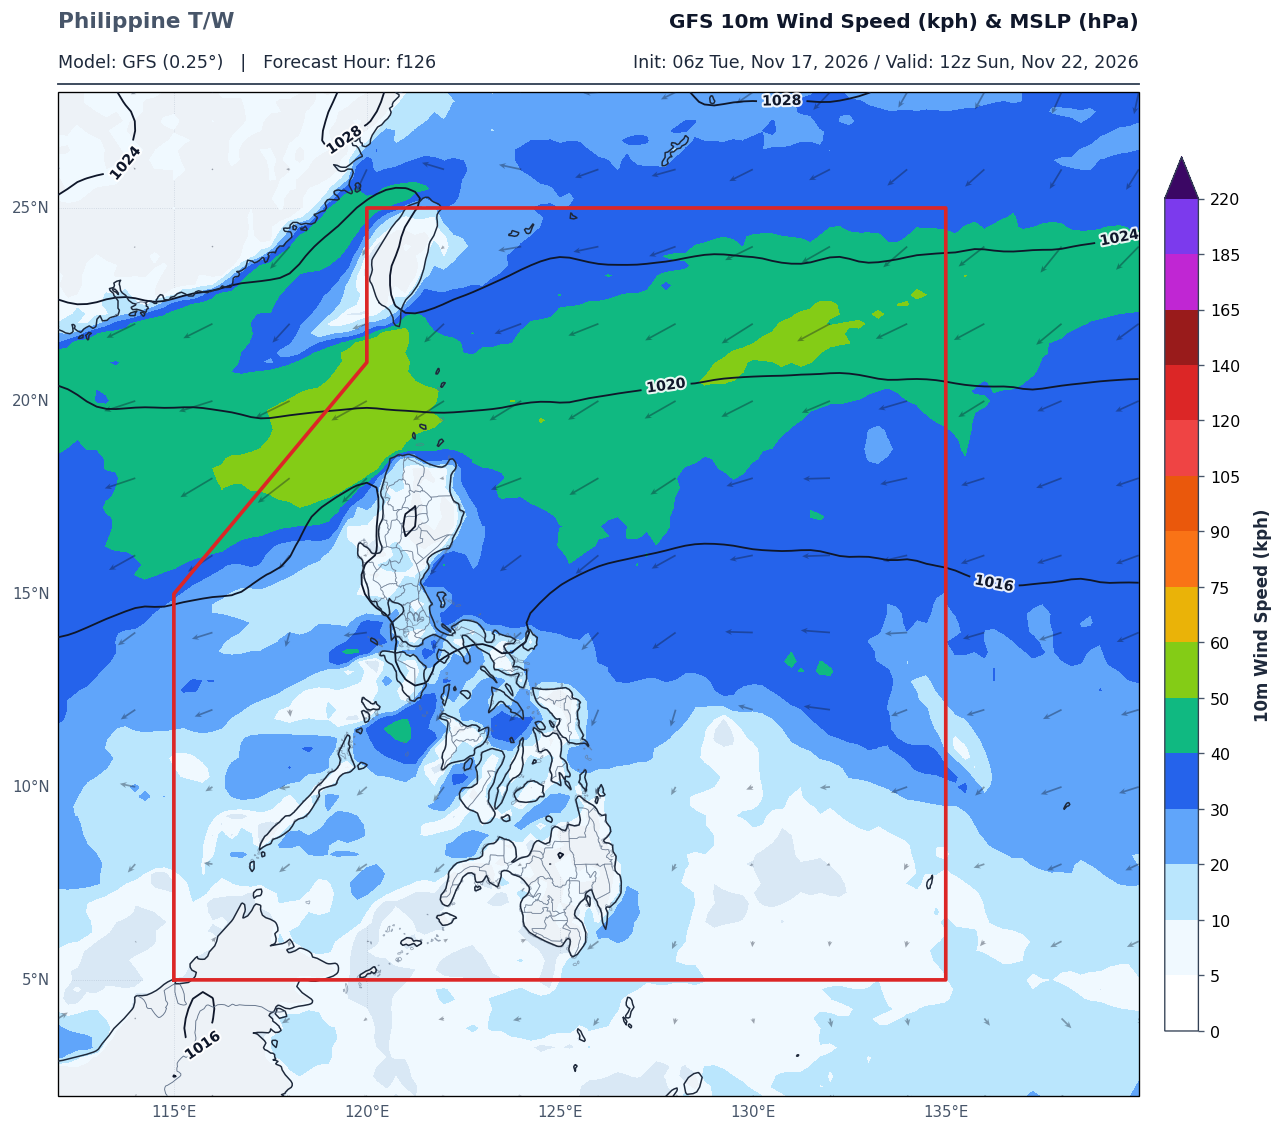 Philippine T/W
GFS 10m Wind Speed (kph) & MSLP (hPa)
Model: GFS (0.25°) | Forecast Hour: f126
Init: 06z Tue, Nov 17, 2026 / Valid: 12z Sun, Nov 22, 2026
1028
1028
1024
1024
1020
1016
1016
25°N
20°N
15°N
10°N
5°N
115°E
120°E
125°E
130°E
135°E
220
185
165
140
120
105
90
75
60
50
40
30
20
10
5
0
10m Wind Speed (kph)